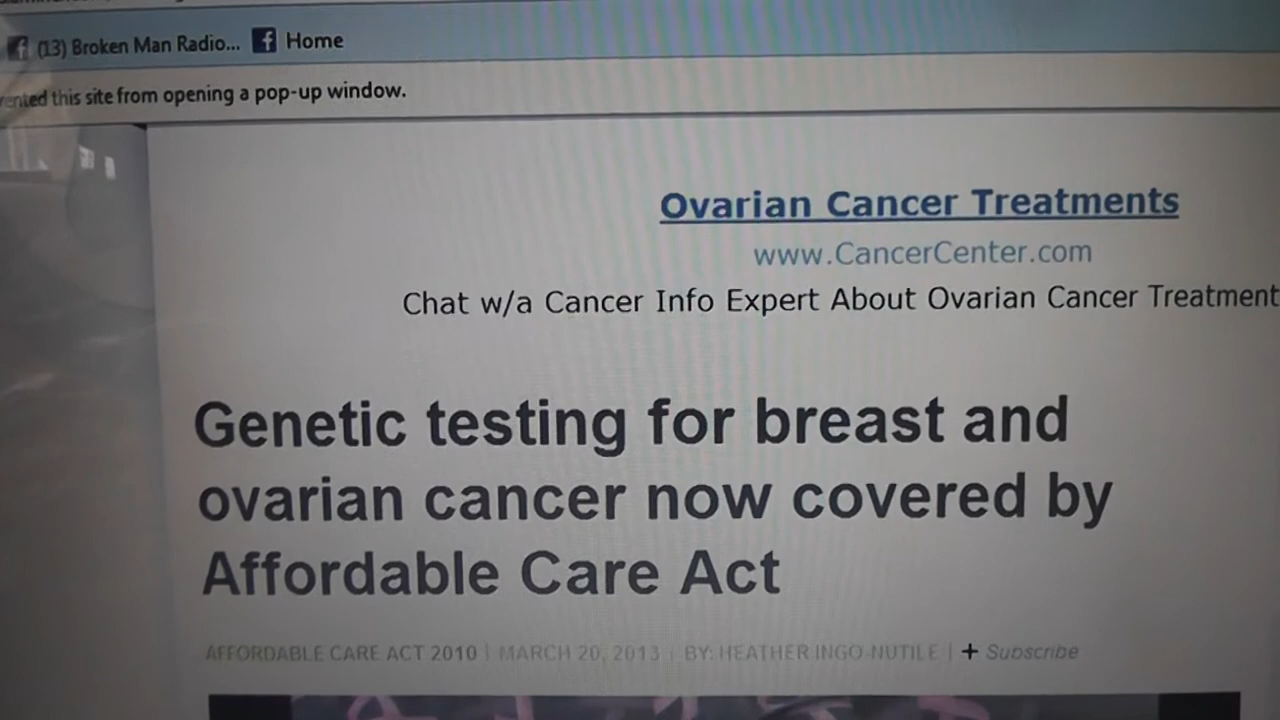 (13) Broken Man Radio... Home
this site from opening a pop-up window.
Ovarian Cancer Treatments
www.CancerCenter.com
Chat w/a Cancer Info Expert About Ovarian Cancer Treatment
Genetic testing for breast and
ovarian cancer now covered by
Affordable Care Act
AFFORDABLE CARE ACT 2010 | MARCH 20, 2013 | BY: HEATHER INGO-NUTILE | + Subscribe